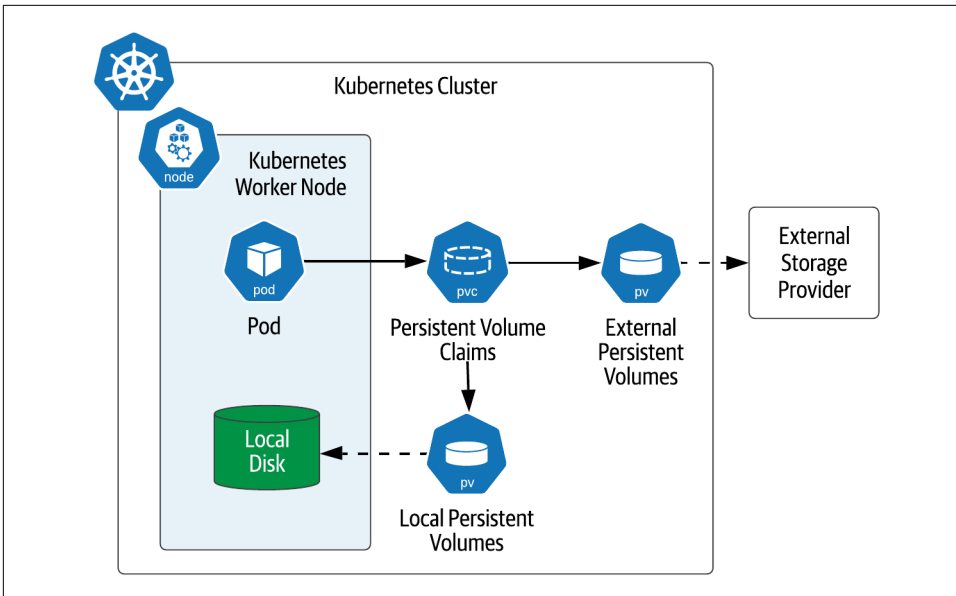 Kubernetes Cluster
node
Kubernetes
Worker Node
pod
Pod
pvc
Persistent Volume
Claims
pv
External
Persistent
Volumes
External
Storage
Provider
Local
Disk
pv
Local Persistent
Volumes